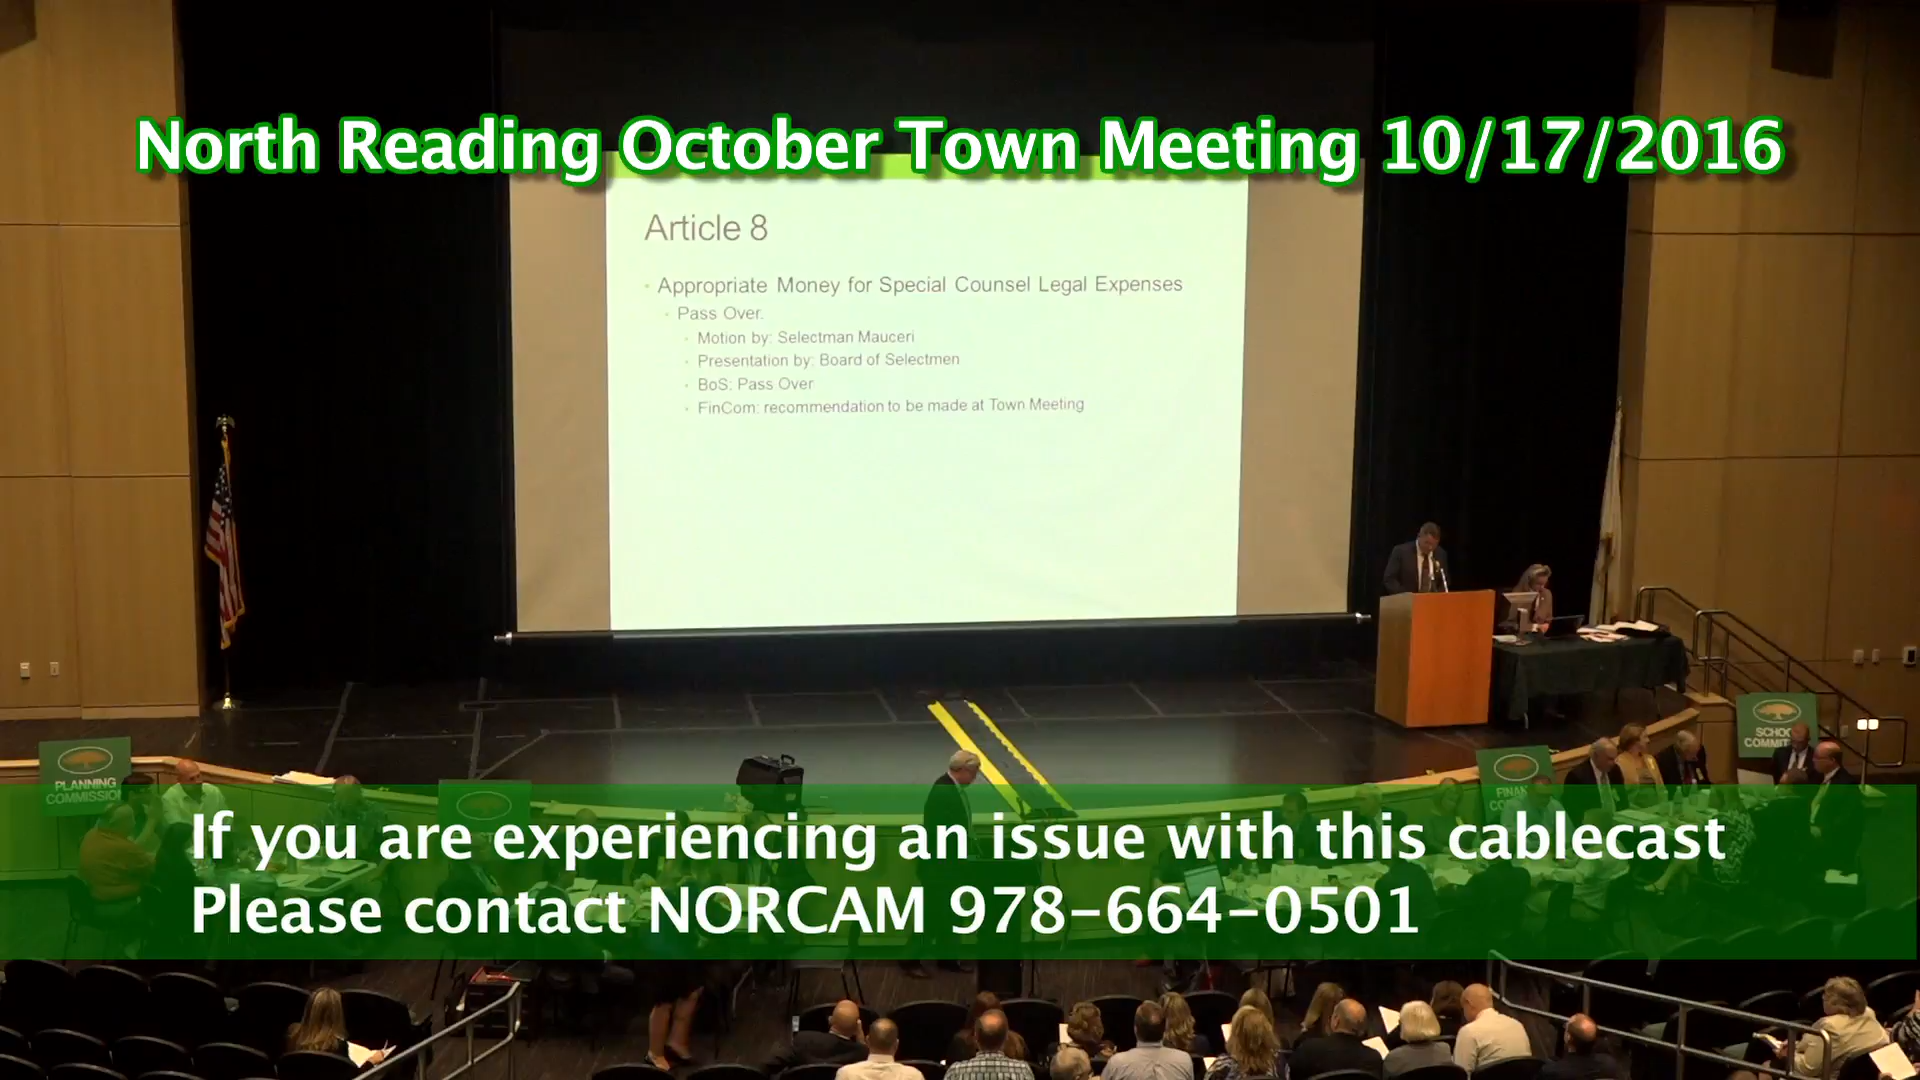 North Reading October Town Meeting 10/17/2016
Article 8
Appropriate Money for Special Counsel Legal Expenses
Pass Over.
Motion by: Selectman Mauceri
Presentation by: Board of Selectmen
BoS: Pass Over
FinCom: recommendation to be made at Town Meeting
PLANNING
COMMISSION
SCHOOL
COMMIT
FINAN
CO
If you are experiencing an issue with this cablecast
Please contact NORCAM 978-664-0501